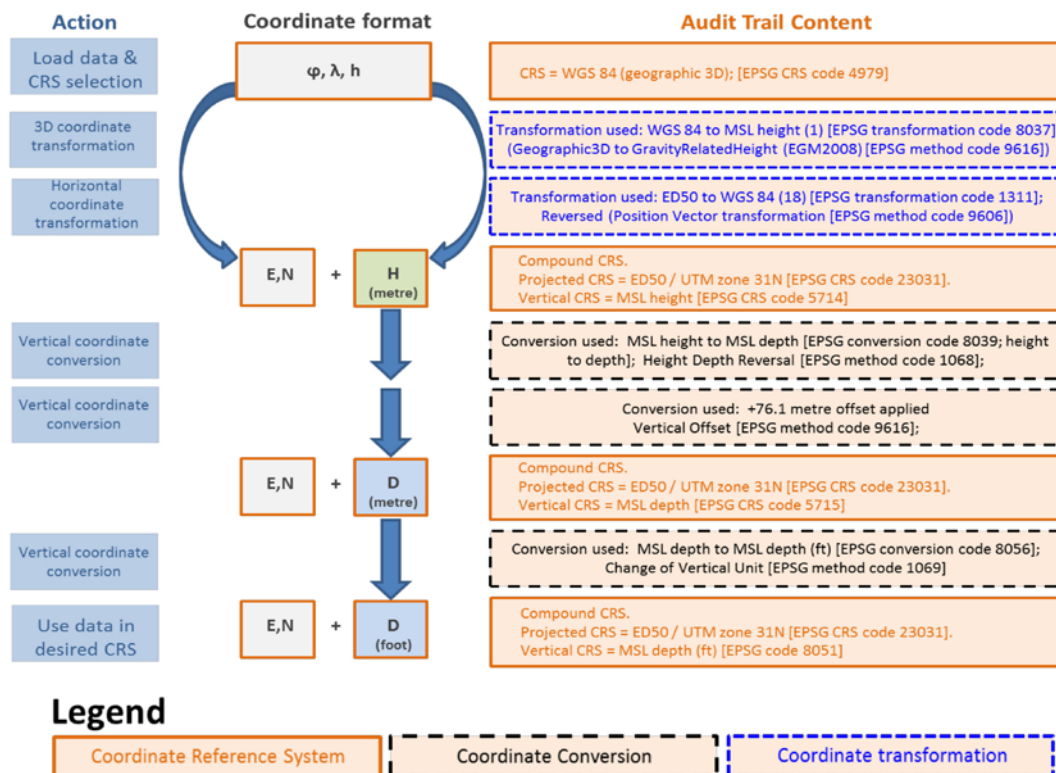 Action
Coordinate format
Audit Trail Content
Load data &
CRS selection
φ, λ, h
CRS = WGS 84 (geographic 3D); [EPSG CRS code 4979]
3D coordinate
transformation
Transformation used: WGS 84 to MSL height (1) [EPSG transformation code 8037]
(Geographic3D to GravityRelatedHeight (EGM2008) [EPSG method code 9616])
Horizontal
coordinate
transformation
Transformation used: ED50 to WGS 84 (18) [EPSG transformation code 1311];
Reversed (Position Vector transformation [EPSG method code 9606])
E,N
+
H
(metre)
Compound CRS.
Projected CRS = ED50 / UTM zone 31N [EPSG CRS code 23031].
Vertical CRS = MSL height [EPSG CRS code 5714]
Vertical coordinate
conversion
Conversion used: MSL height to MSL depth [EPSG conversion code 8039; height
to depth]; Height Depth Reversal [EPSG method code 1068];
Vertical coordinate
conversion
Conversion used: +76.1 metre offset applied
Vertical Offset [EPSG method code 9616];
E,N
+
D
(metre)
Compound CRS.
Projected CRS = ED50 / UTM zone 31N [EPSG CRS code 23031].
Vertical CRS = MSL depth [EPSG CRS code 5715]
Vertical coordinate
conversion
Conversion used: MSL depth to MSL depth (ft) [EPSG conversion code 8056];
Change of Vertical Unit [EPSG method code 1069]
Use data in
desired CRS
E,N
+
D
(foot)
Compound CRS.
Projected CRS = ED50 / UTM zone 31N [EPSG CRS code 23031].
Vertical CRS = MSL depth (ft) [EPSG code 8051]
Legend
Coordinate Reference System
Coordinate Conversion
Coordinate transformation